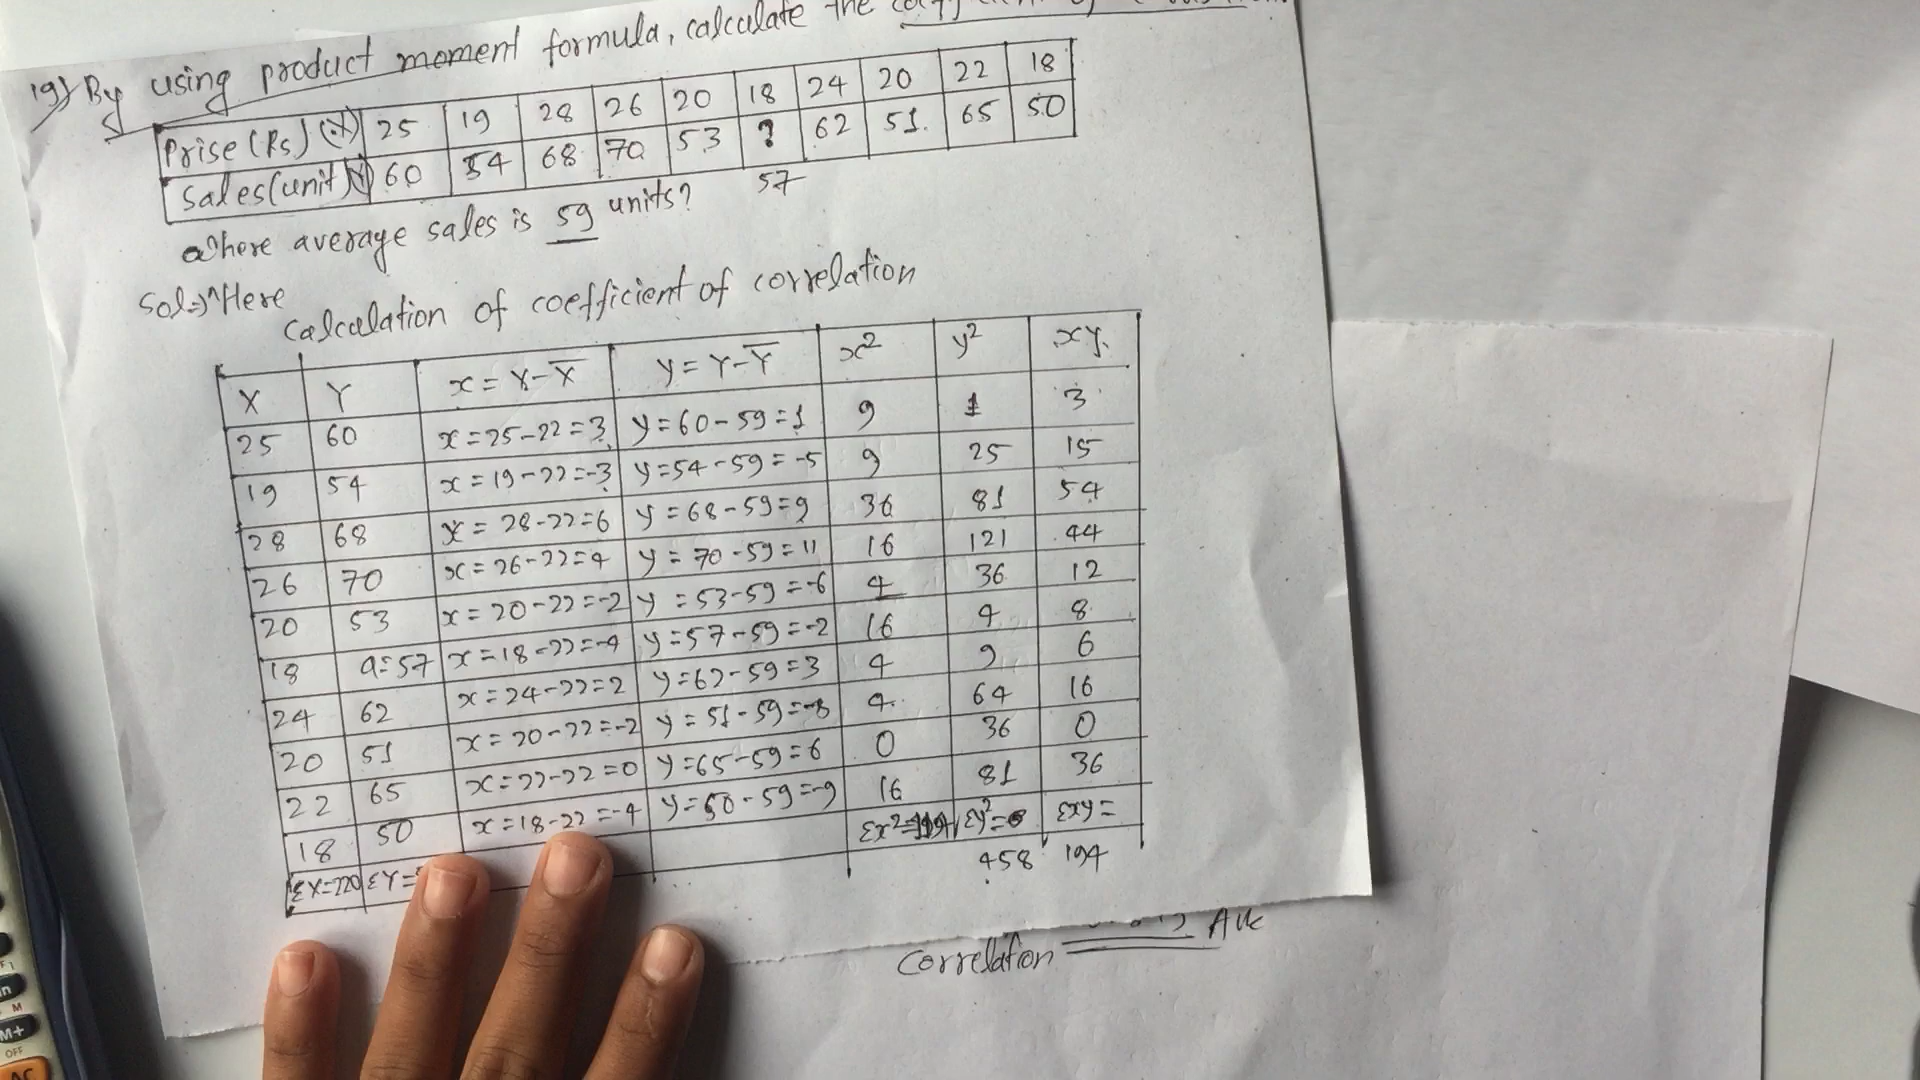 19) By using product moment formula, calculate the
Prise (Rs) (X) 25 19 28 26 20 18 24 20 22 18
Sales (unit) (Y) 60 54 68 70 53 ? 62 51. 65 50
57
Where average sales is 59 units?
Sol⇒ⁿ Here
Calculation of coefficient of correlation
X Y x = X-X̅ y = Y-Y̅ x² y² xy.
25 60 x = 25-22=3 y = 60-59=1 9 1 3
19 54 x = 19-22=-3 y = 54-59=-5 9 25 15
28 68 x = 28-22=6 y = 68-59=9 36 81 54
26 70 x = 26-22=4 y = 70-59=11 16 121 44
20 53 x = 20-22=-2 y = 53-59=-6 4 36 12
18 a=57 x = 18-22=-4 y = 57-59=-2 16 4 8
24 62 x = 24-22=2 y = 62-59=3 4 9 6
20 51 x = 20-22=-2 y = 51-59=-8 4 64 16
22 65 x = 22-22=0 y = 65-59=6 0 36 0
18 50 x = 18-22=-4 y = 50-59=-9 16 81 36
ΣX=220 ΣY= Σx²= Σy²= Σxy=
458 194
Correlation
M
M+
OFF
AC